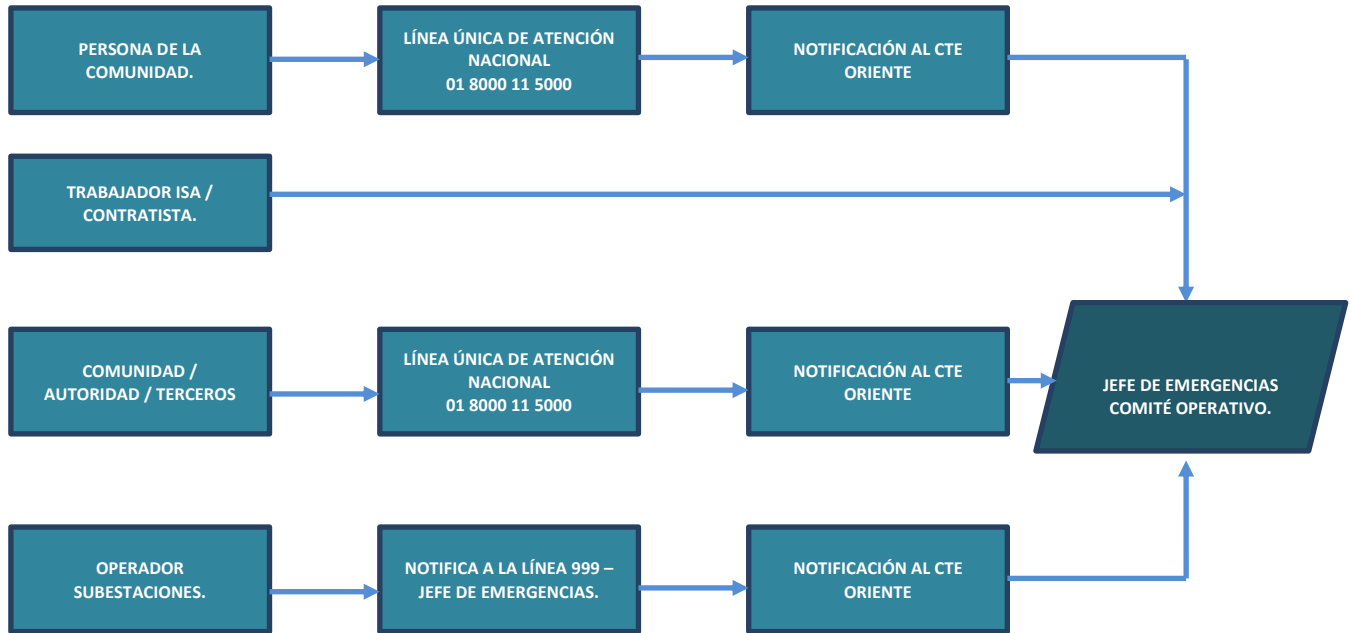 PERSONA DE LA
COMUNIDAD.
LÍNEA ÚNICA DE ATENCIÓN
NACIONAL
01 8000 11 5000
NOTIFICACIÓN AL CTE
ORIENTE
TRABAJADOR ISA /
CONTRATISTA.
COMUNIDAD /
AUTORIDAD / TERCEROS
LÍNEA ÚNICA DE ATENCIÓN
NACIONAL
01 8000 11 5000
NOTIFICACIÓN AL CTE
ORIENTE
JEFE DE EMERGENCIAS
COMITÉ OPERATIVO.
OPERADOR
SUBESTACIONES.
NOTIFICA A LA LÍNEA 999 –
JEFE DE EMERGENCIAS.
NOTIFICACIÓN AL CTE
ORIENTE